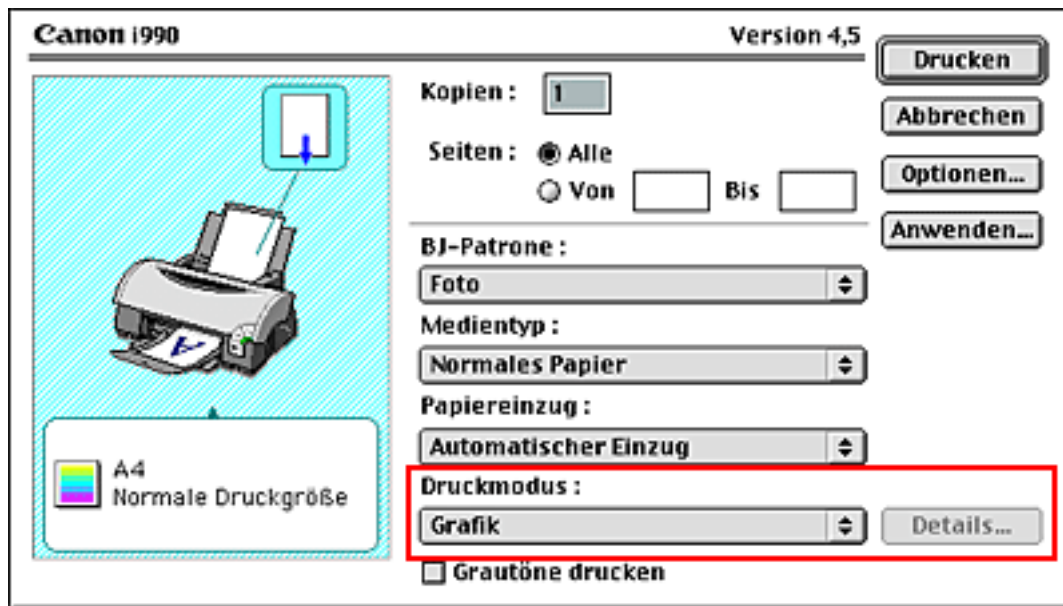 Canon i990
Version 4,5
Drucken
Abbrechen
Optionen...
Anwenden...
Kopien : 1
Seiten : Alle
Von Bis
BJ-Patrone :
Foto
Medientyp :
Normales Papier
Papiereinzug :
Automatischer Einzug
Druckmodus :
Grafik
Details...
Grautöne drucken
A
A4
Normale Druckgröße